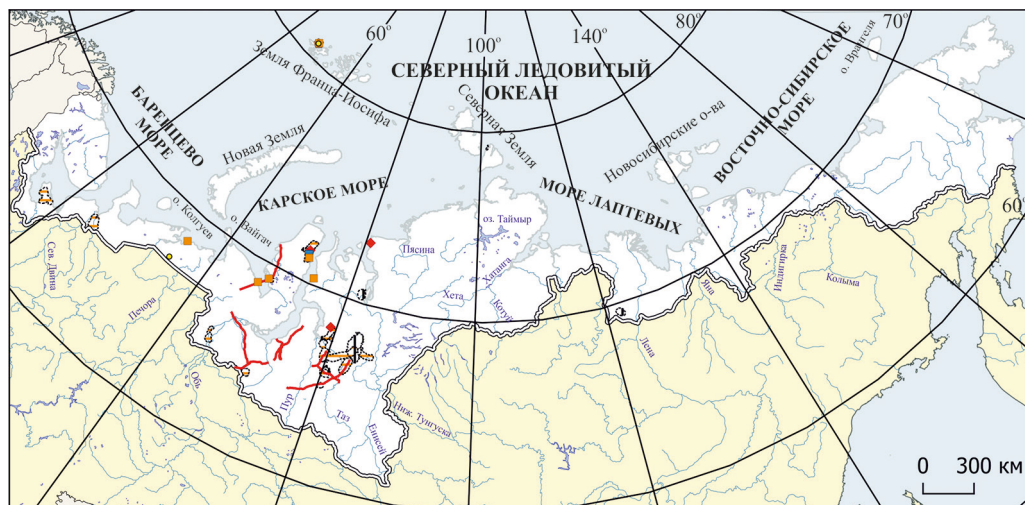 60°
80°
70°
100°
140°
СЕВЕРНЫЙ ЛЕДОВИТЫЙ
ОКЕАН
Земля Франца-Иосифа
Северная Земля
о. Врангеля
ВОСТОЧНО-СИБИРСКОЕ
МОРЕ
БАРЕНЦЕВО
МОРЕ
Новая Земля
Новосибирские о-ва
КАРСКОЕ МОРЕ
МОРЕ ЛАПТЕВЫХ
о. Колгуев
о. Вайгач
оз. Таймыр
Пясина
Хатанга
Хета
Котуй
60°
Сев. Двина
Печора
Обь
Пур
Таз
Енисей
Ниж. Тунгуска
Лена
Яна
Индигирка
Колыма
0 300 км